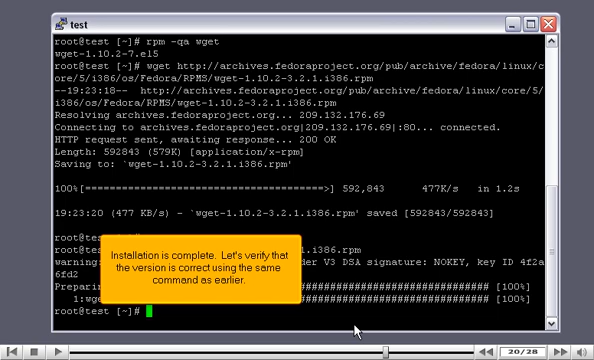 test
root@test [~]# rpm -qa wget
wget-1.10.2-7.el5
root@test [~]# wget http://archives.fedoraproject.org/pub/archive/fedora/linux/c
ore/5/i386/os/Fedora/RPMS/wget-1.10.2-3.2.1.i386.rpm
--19:23:18--  http://archives.fedoraproject.org/pub/archive/fedora/linux/core/5/
i386/os/Fedora/RPMS/wget-1.10.2-3.2.1.i386.rpm
Resolving archives.fedoraproject.org... 209.132.176.69
Connecting to archives.fedoraproject.org|209.132.176.69|:80... connected.
HTTP request sent, awaiting response... 200 OK
Length: 592843 (579K) [application/x-rpm]
Saving to: `wget-1.10.2-3.2.1.i386.rpm'
100%[=======================================>] 592,843     477K/s   in 1.2s
19:23:20 (477 KB/s) - `wget-1.10.2-3.2.1.i386.rpm' saved [592843/592843]
root@te
root@te .1.i386.rpm
warning: er V3 DSA signature: NOKEY, key ID 4f2a
6fd2
Preparin ############################### [100%]
1:wge ############################### [100%]
root@test [~]#
Installation is complete. Let's verify that
the version is correct using the same
command as earlier.
20/28